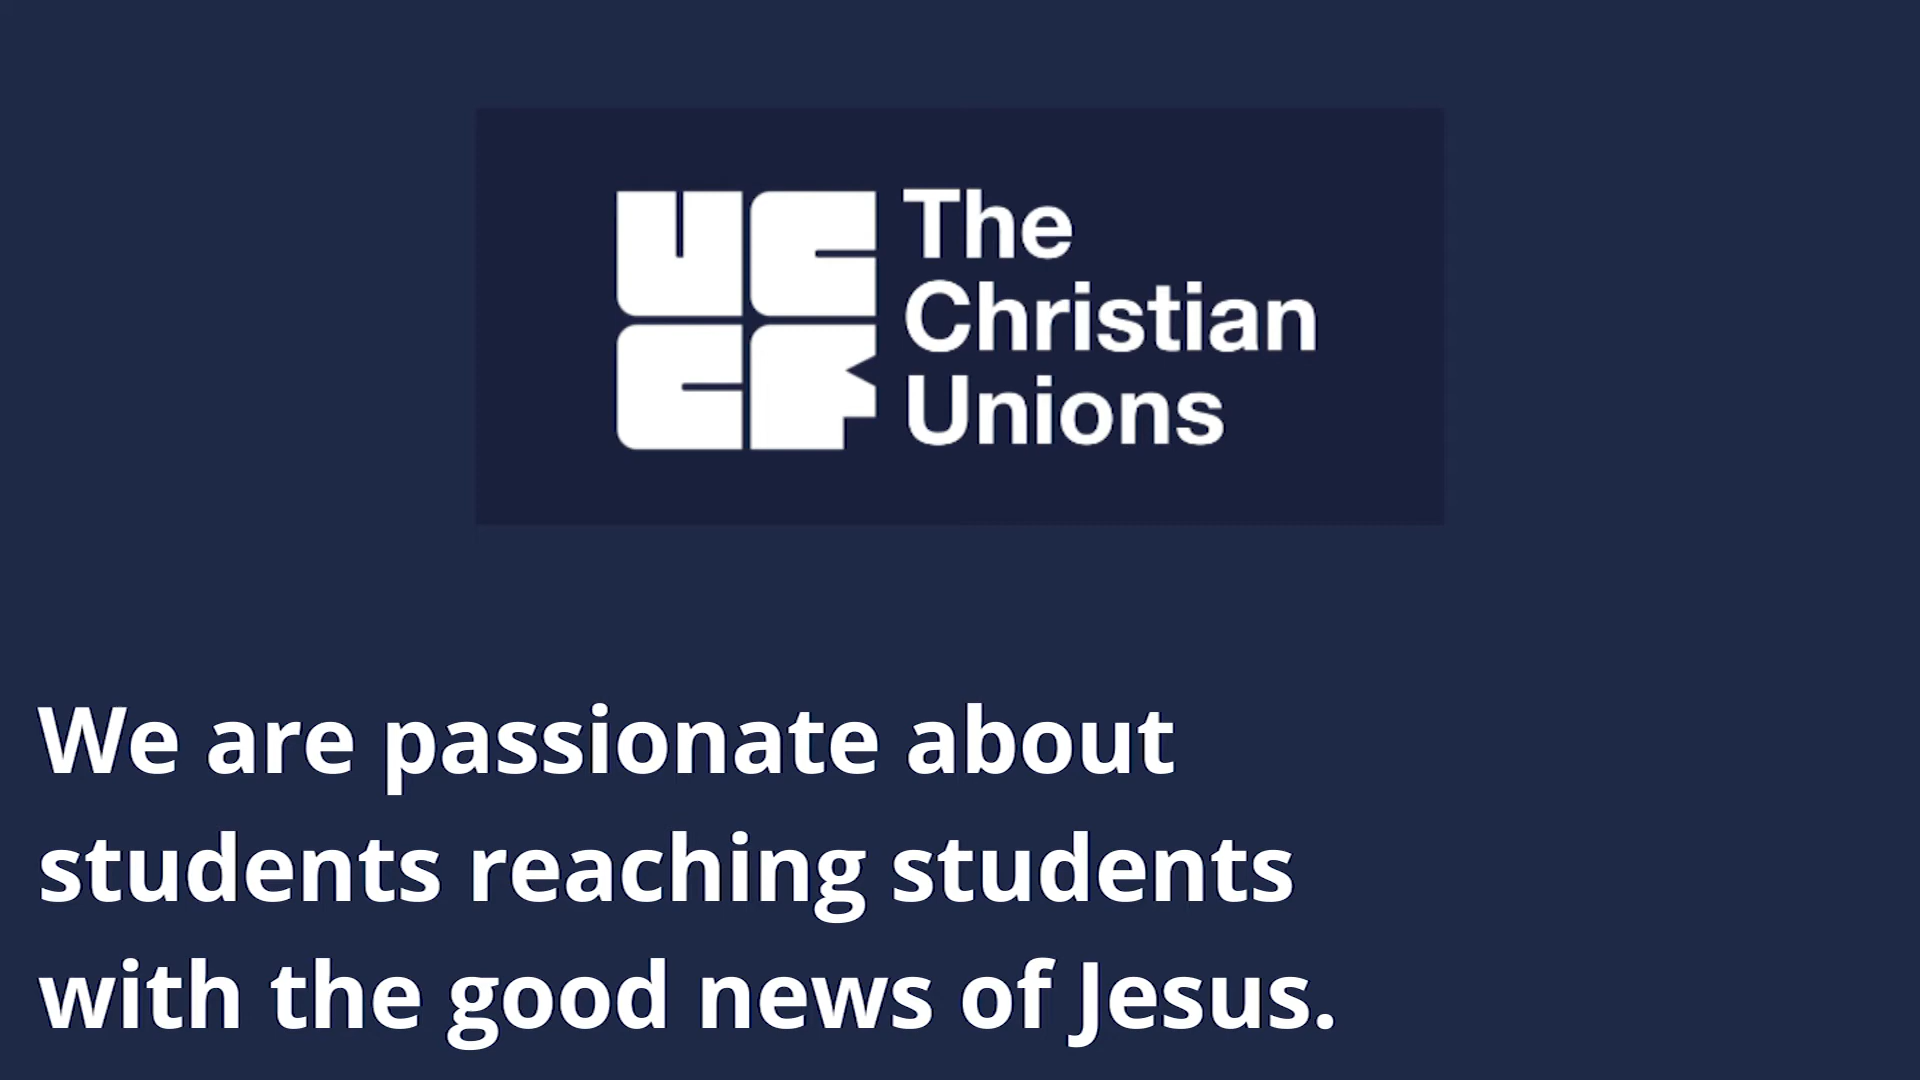 UC
CF
The
Christian
Unions
We are passionate about
students reaching students
with the good news of Jesus.